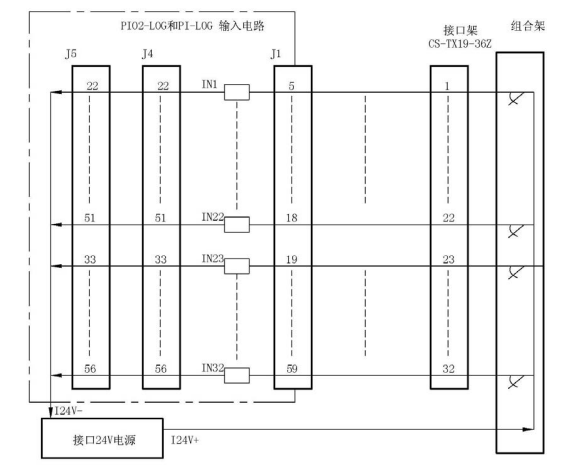 PIO2-LOG和PI-LOG 输入电路
接口架
CS-TX19-36Z
组合架
J5
J4
J1
22
22
IN1
5
1
51
51
IN22
18
22
33
33
IN23
19
23
56
56
IN32
59
32
I24V-
接口24V电源
I24V+